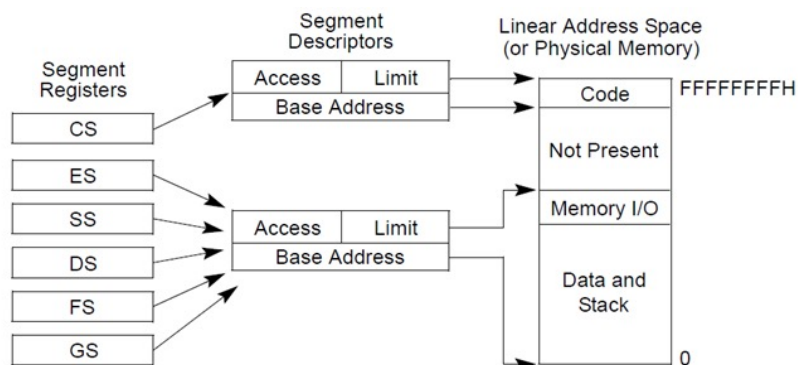 Segment
Registers
CS
ES
SS
DS
FS
GS
Segment
Descriptors
Access Limit
Base Address
Access Limit
Base Address
Linear Address Space
(or Physical Memory)
Code
FFFFFFFFH
Not Present
Memory I/O
Data and
Stack
0